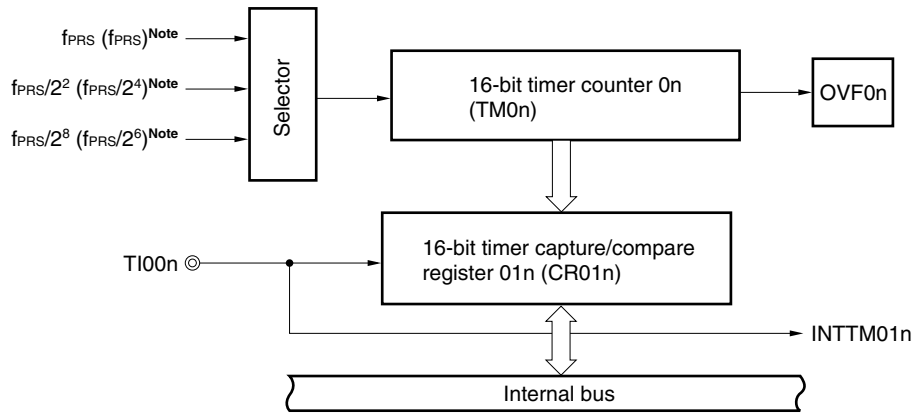 fPRS (fPRS)Note
fPRS/2² (fPRS/2⁴)Note
fPRS/2⁸ (fPRS/2⁶)Note
Selector
16-bit timer counter 0n
(TM0n)
OVF0n
TI00n
16-bit timer capture/compare
register 01n (CR01n)
INTTM01n
Internal bus